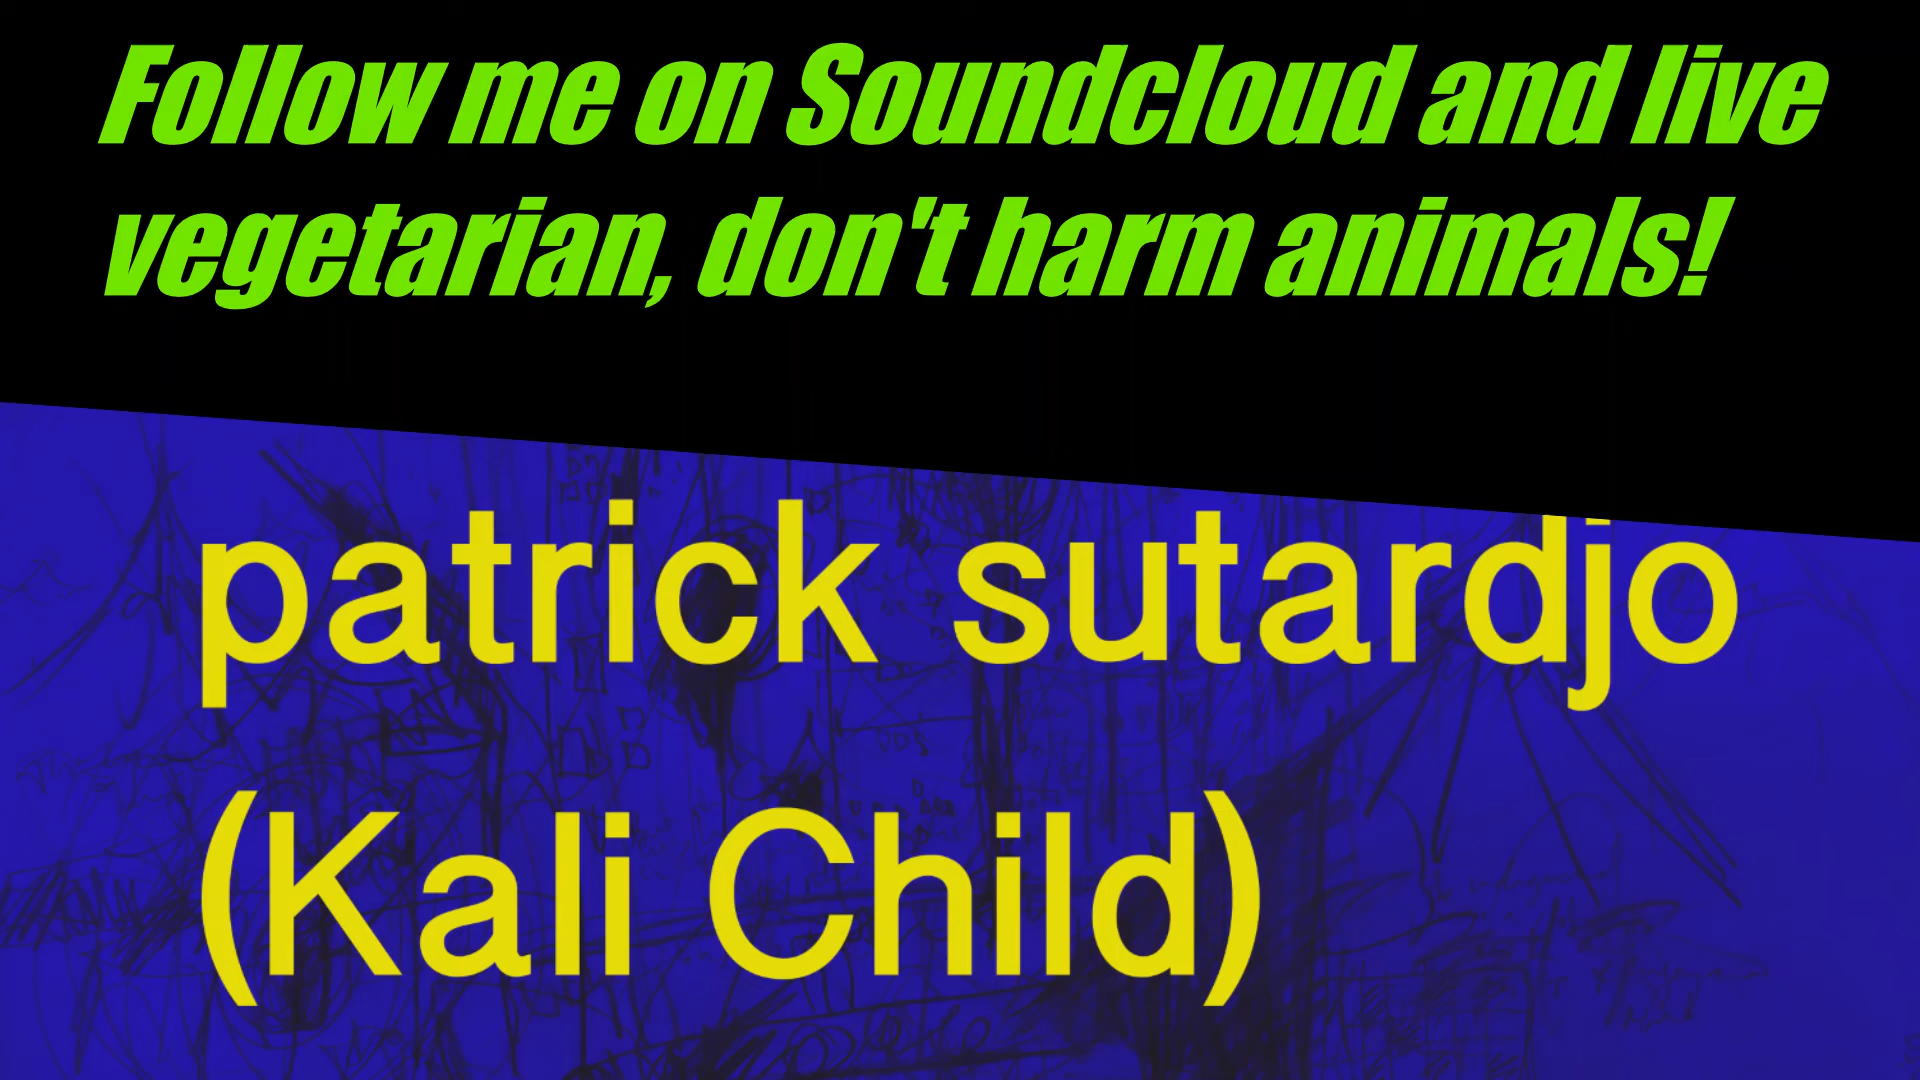 Follow me on Soundcloud and live
vegetarian, don't harm animals!
patrick sutardjo
(Kali Child)